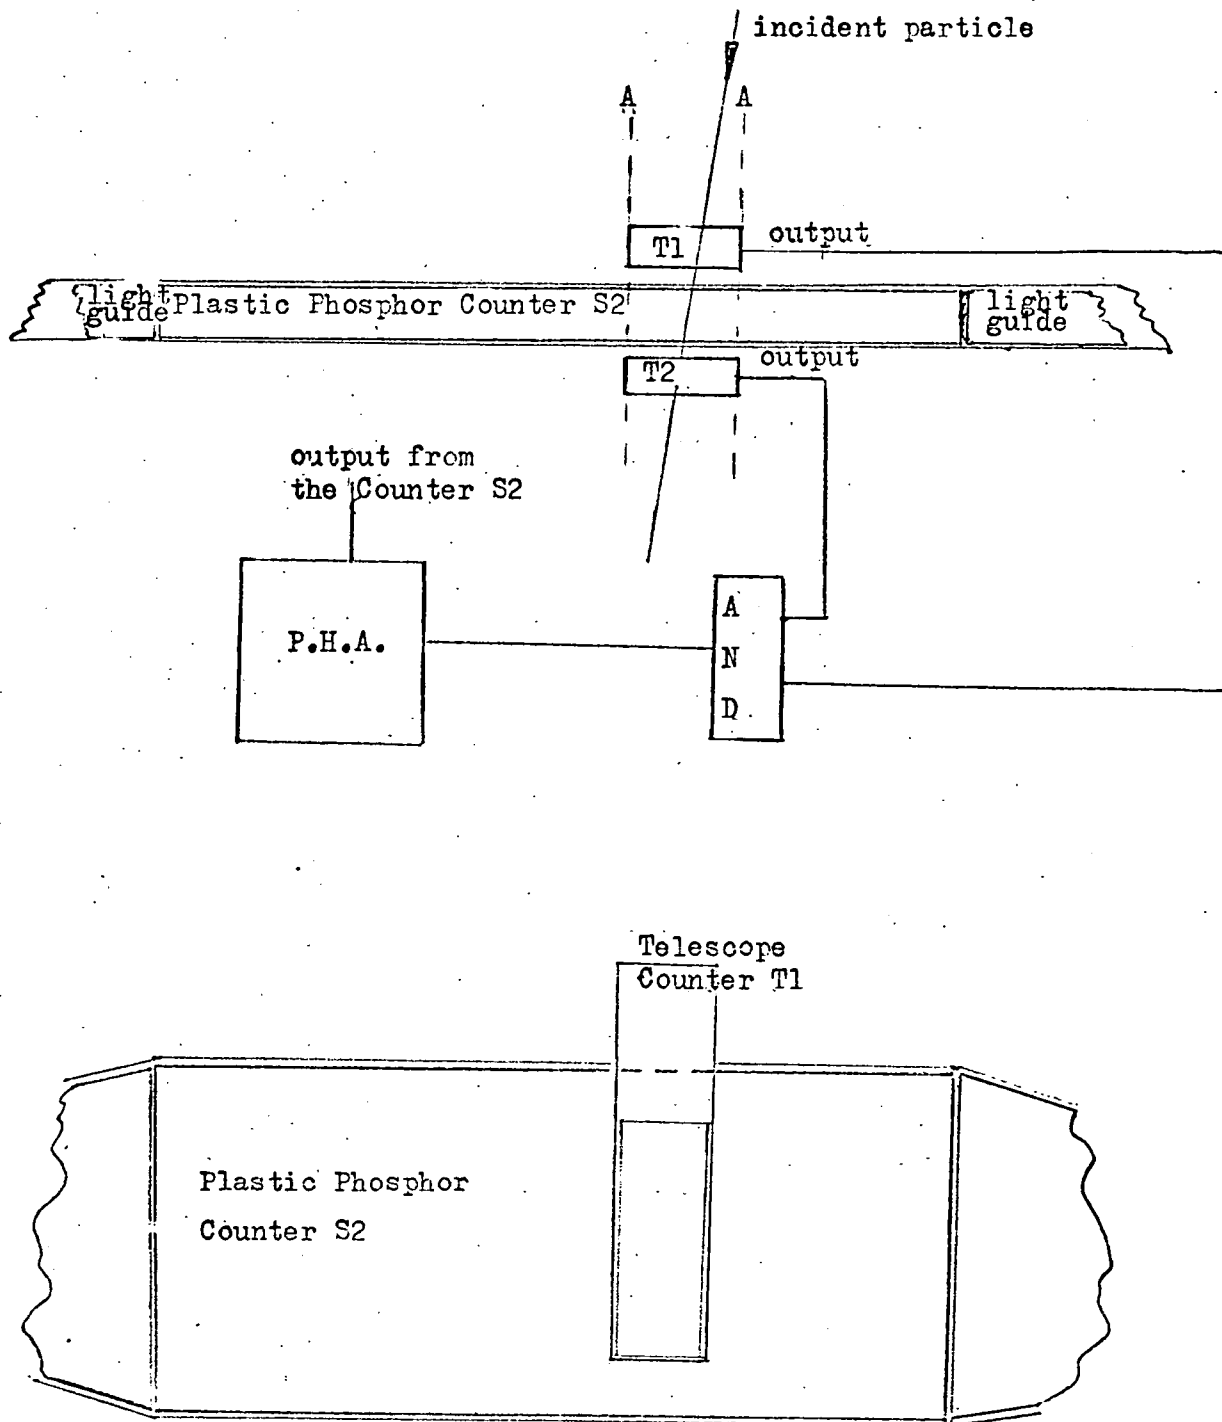 incident particle
A A
T1 output
light
guide
Plastic Phosphor Counter S2
light
guide
T2 output
output from
the Counter S2
P.H.A.
A
N
D
Telescope
Counter T1
Plastic Phosphor
Counter S2